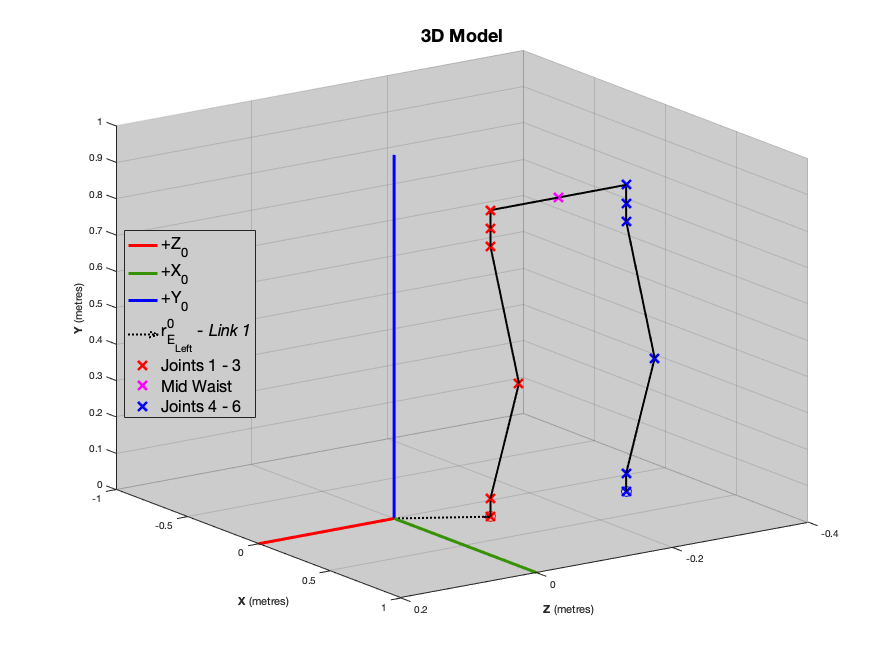 3D Model
1
0.9
0.8
0.7
0.6
0.5
0.4
0.3
0.2
0.1
0
Y (metres)
+Z0
+X0
+Y0
r0ELeft - Link 1
Joints 1 - 3
Mid Waist
Joints 4 - 6
-1
-0.5
0
0.5
1
X (metres)
0.2
0
-0.2
-0.4
Z (metres)